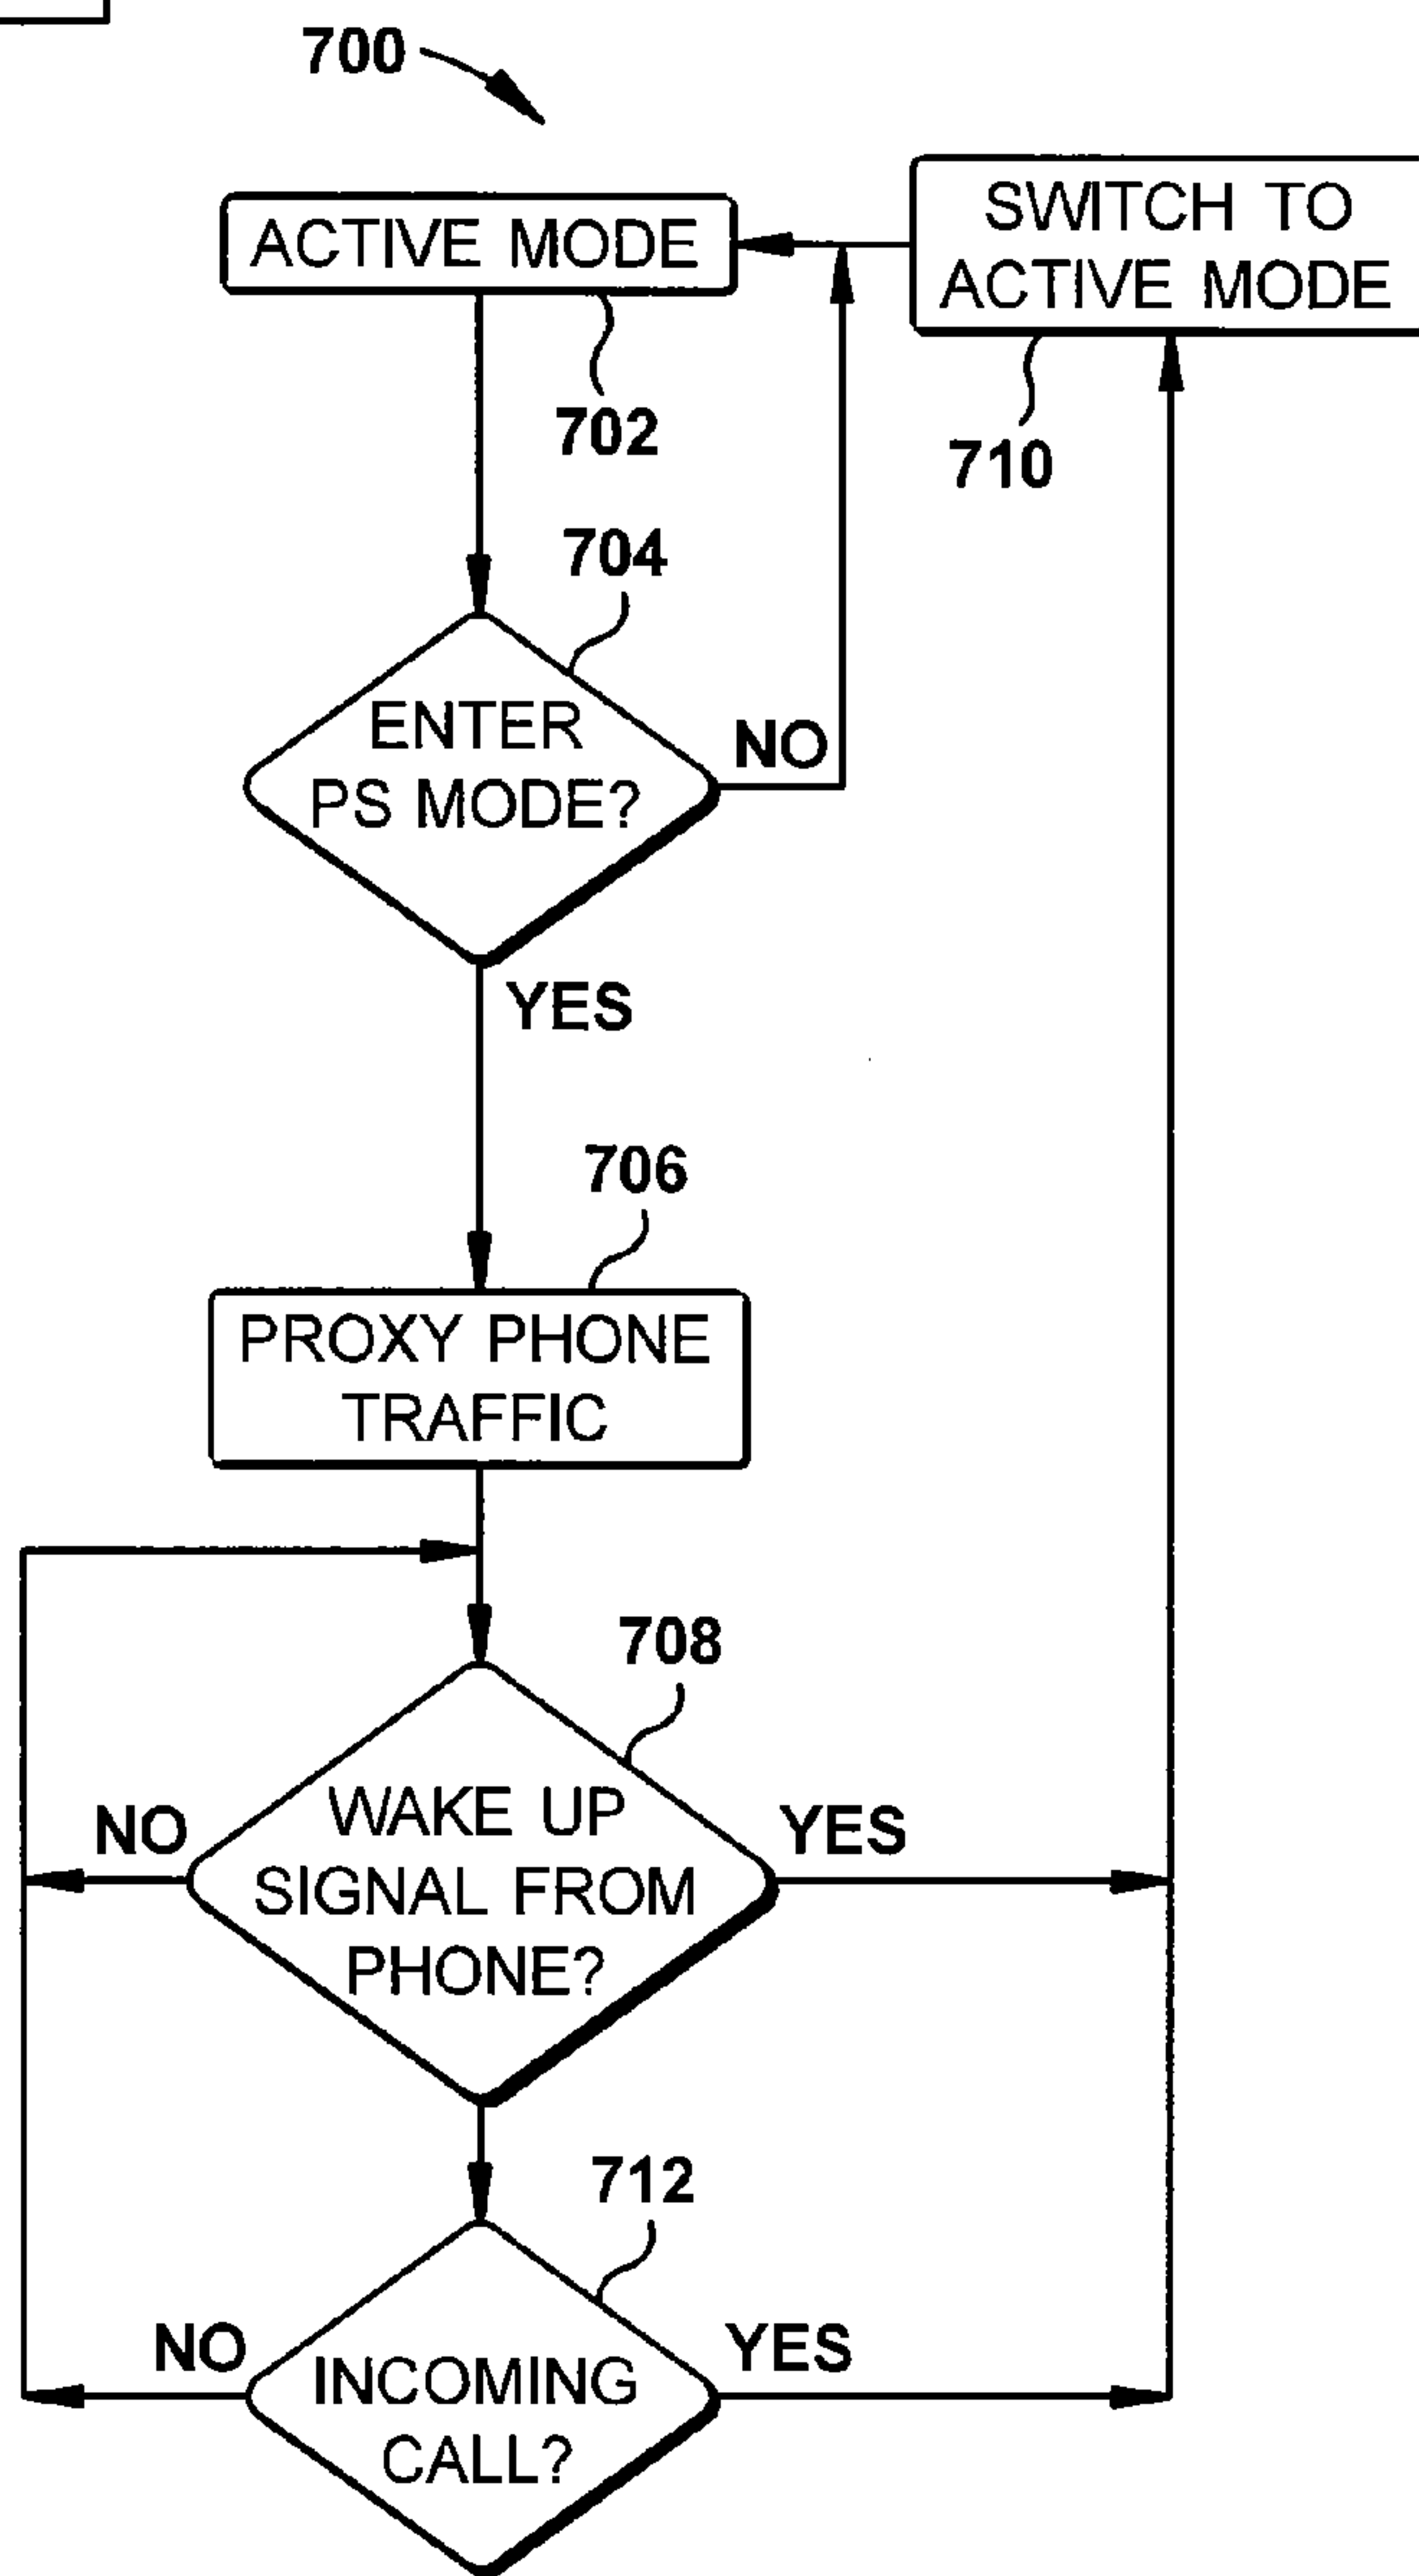 700
ACTIVE MODE
SWITCH TO
ACTIVE MODE
702
710
704
ENTER
PS MODE?
NO
YES
706
PROXY PHONE
TRAFFIC
708
WAKE UP
SIGNAL FROM
PHONE?
NO
YES
712
INCOMING
CALL?
NO
YES